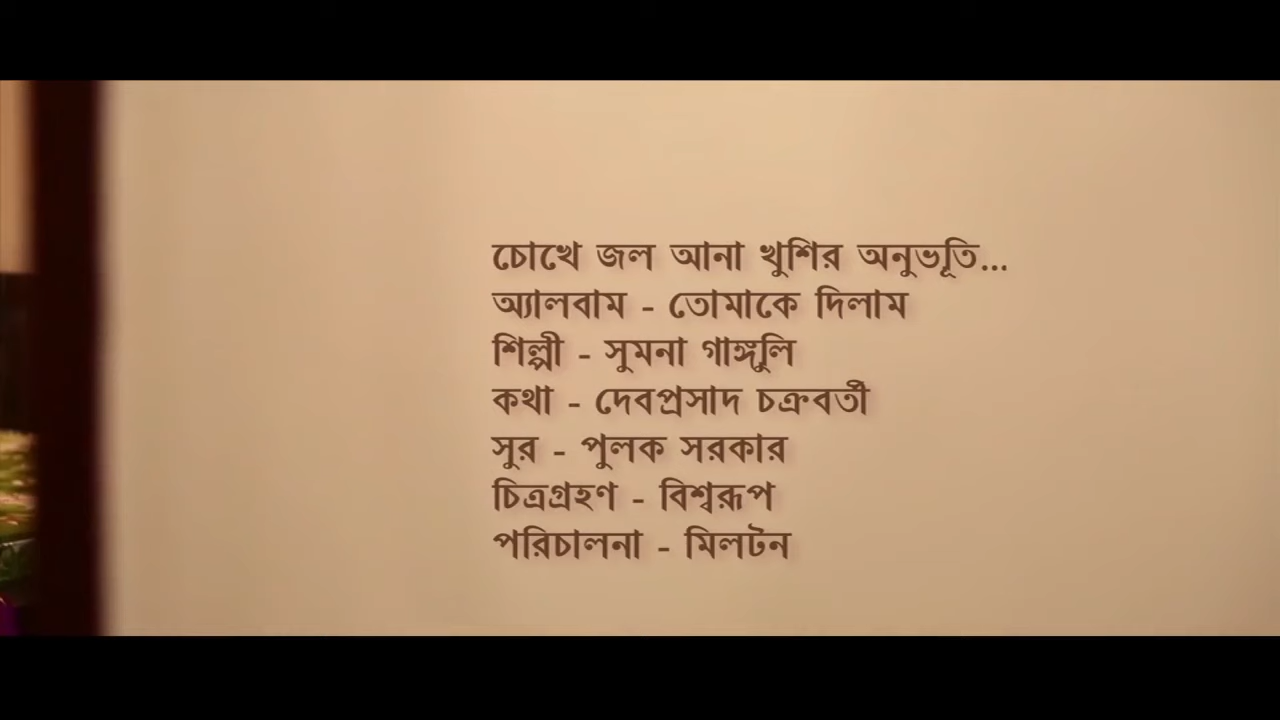 চোখে জল আনা খুশির অনুভূতি...
অ্যালবাম - তোমাকে দিলাম
শিল্পী - সুমনা গাঙ্গুলি
কথা - দেবপ্রসাদ চক্রবর্তী
সুর - পুলক সরকার
চিত্রগ্রহণ - বিশ্বরূপ
পরিচালনা - মিলটন